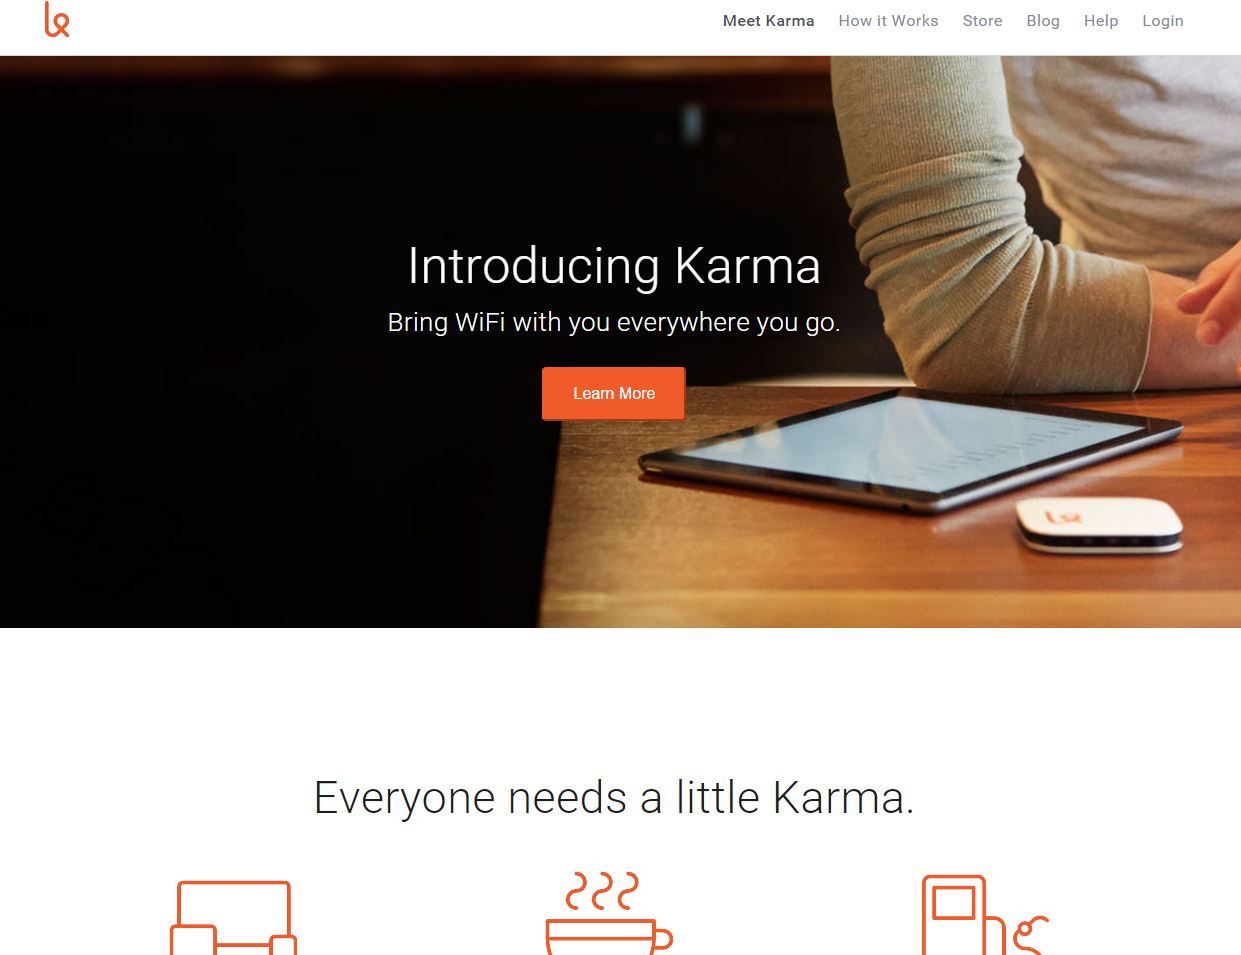 Meet Karma How it Works Store Blog Help Login
Introducing Karma
Bring WiFi with you everywhere you go.
Learn More
Everyone needs a little Karma.